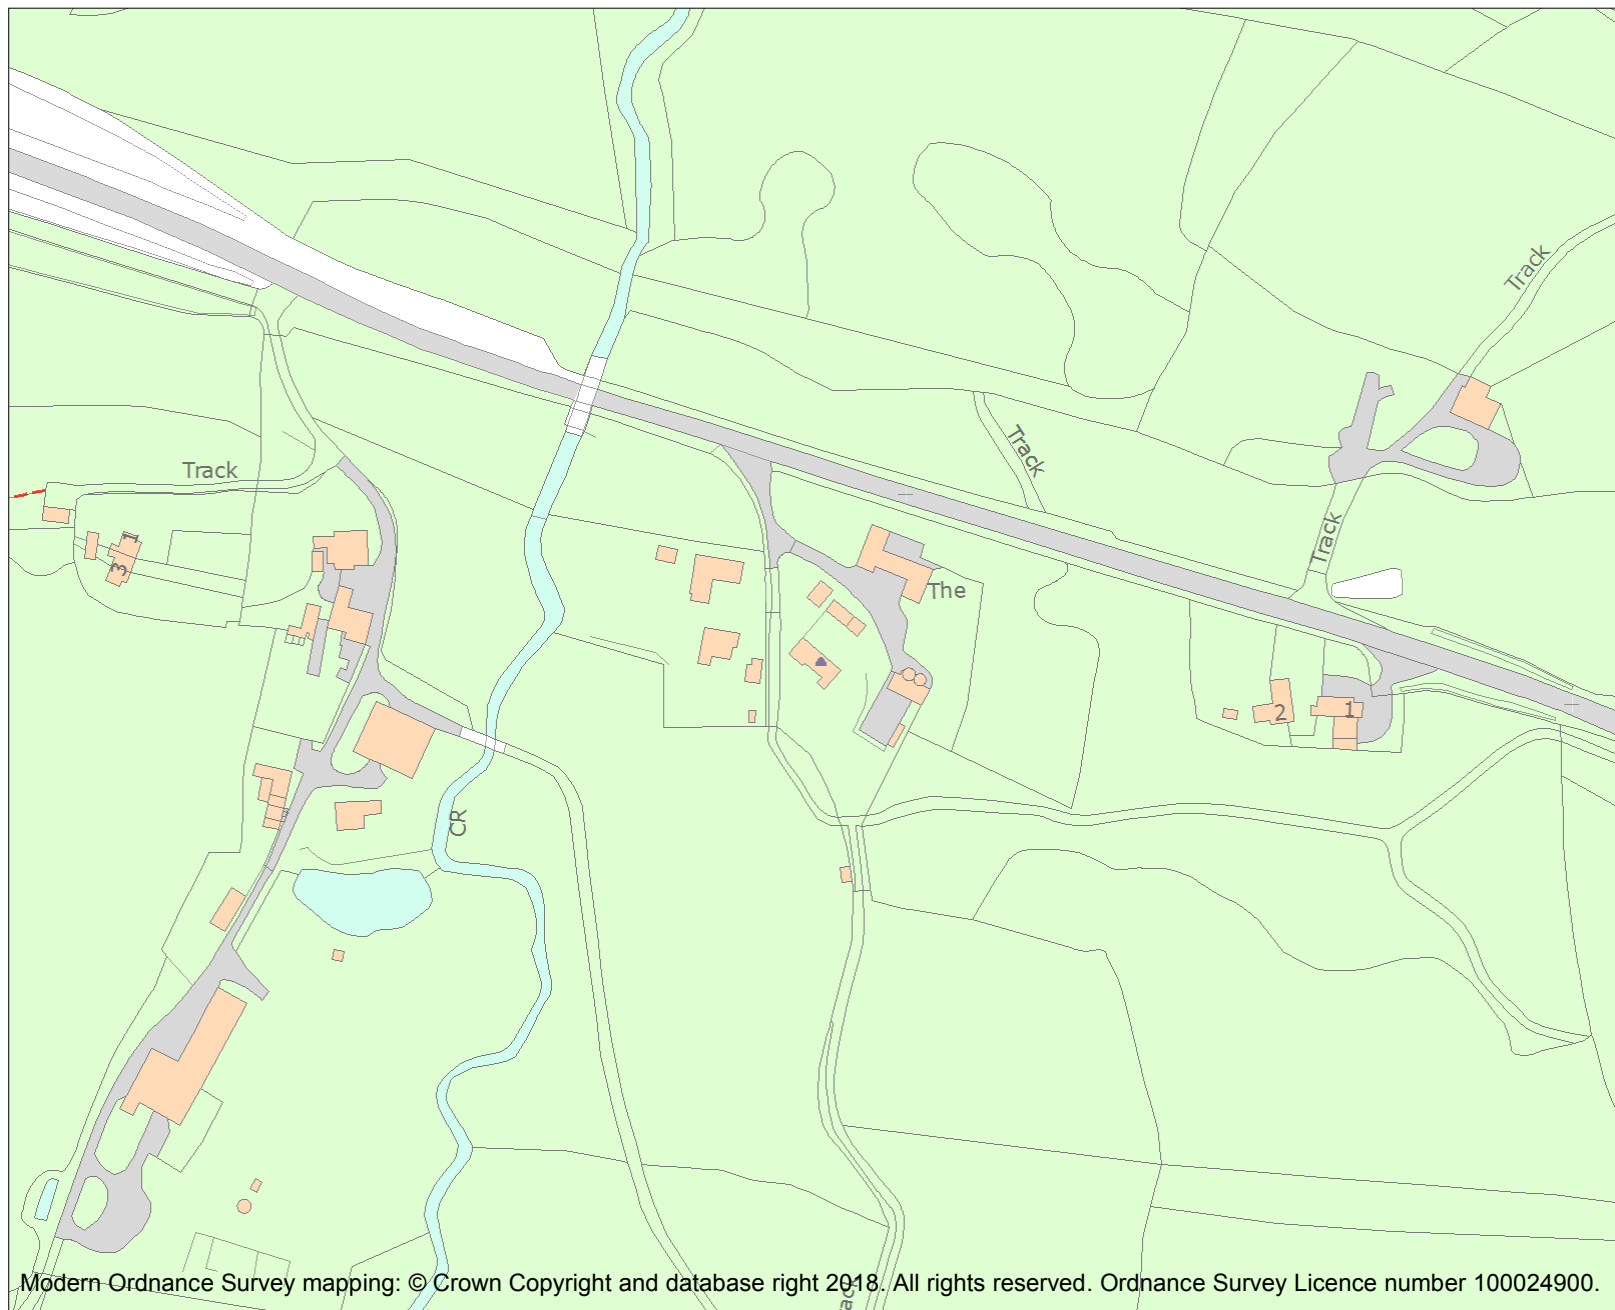 Track
Track
Track
Track
1
3
The
2
1
CR
Modern Ordnance Survey mapping: © Crown Copyright and database right 2018. All rights reserved. Ordnance Survey Licence number 100024900.